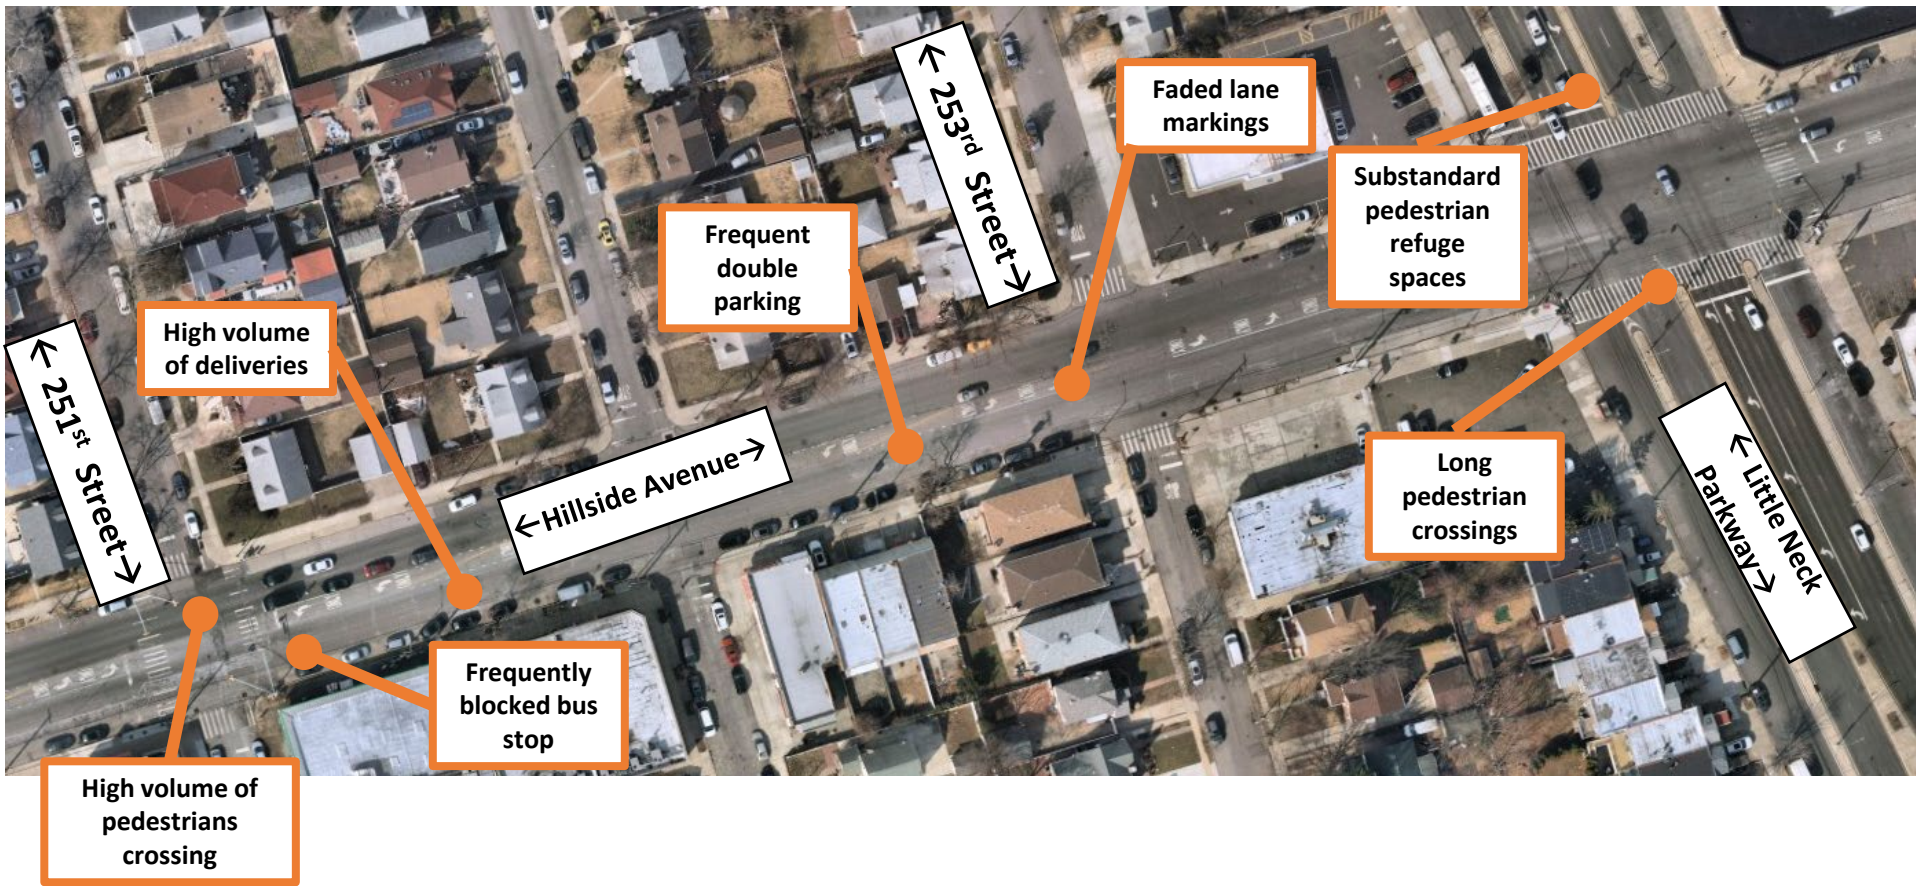 ← 253rd Street→
Faded lane
markings
Substandard
pedestrian
refuge
spaces
Frequent
double
parking
High volume
of deliveries
← 251st Street→
←Hillside Avenue→
Long
pedestrian
crossings
← Little Neck
Parkway→
Frequently
blocked bus
stop
High volume of
pedestrians
crossing